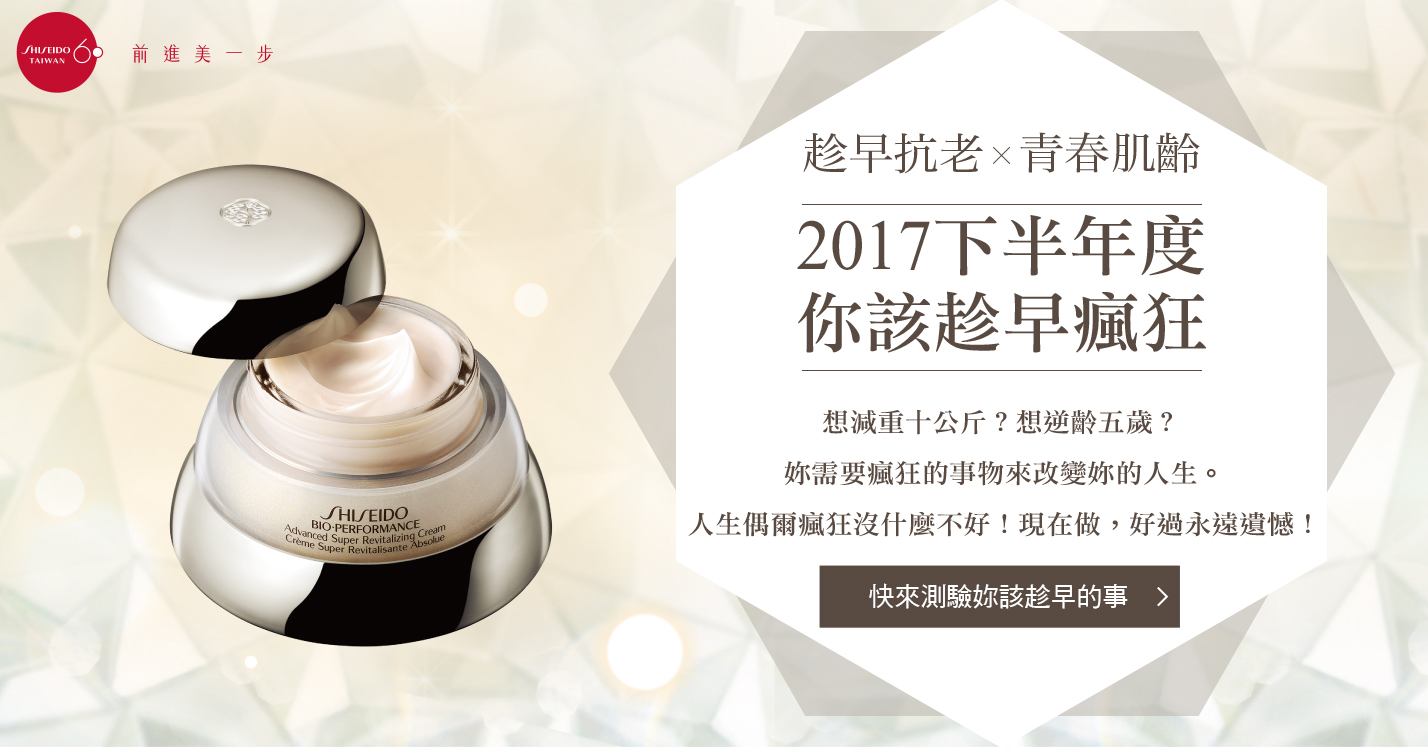 SHISEIDO
TAIWAN
60
前進美一步
趁早抗老×青春肌齡
2017下半年度
你該趁早瘋狂
想減重十公斤？想逆齡五歲？
妳需要瘋狂的事物來改變妳的人生。
人生偶爾瘋狂沒什麼不好！現在做，好過永遠遺憾！
快來測驗妳該趁早的事
SHISEIDO
BIO-PERFORMANCE
Advanced Super Revitalizing Cream
Crème Super Revitalisante Absolue